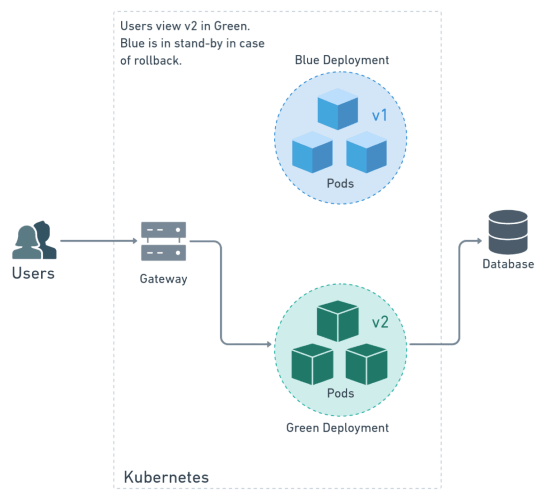 Users view v2 in Green.
Blue is in stand-by in case
of rollback.
Blue Deployment
v1
Pods
Users
Gateway
Database
v2
Pods
Green Deployment
Kubernetes